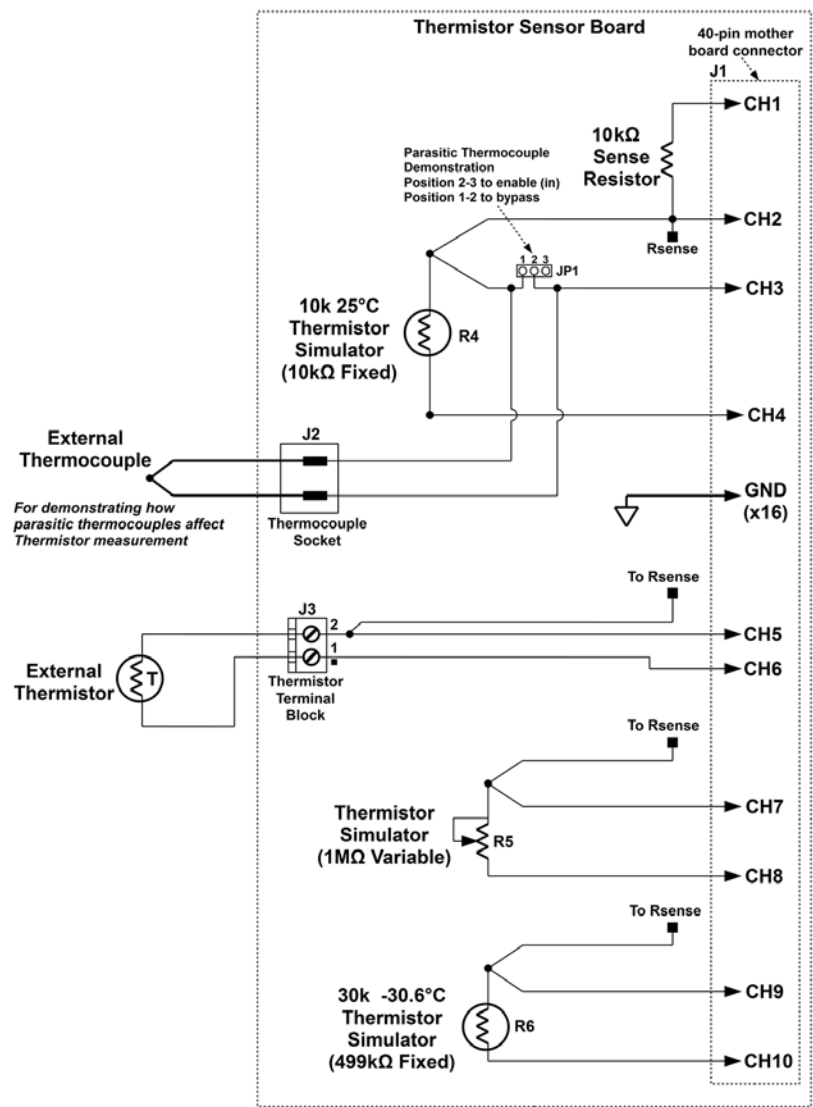 Thermistor Sensor Board
40-pin mother
board connector
J1
CH1
10kΩ
Sense
Resistor
Parasitic Thermocouple
Demonstration
Position 2-3 to enable (in)
Position 1-2 to bypass
CH2
Rsense
1 2 3
JP1
CH3
10k 25°C
Thermistor
Simulator
(10kΩ Fixed)
R4
CH4
External
Thermocouple
J2
For demonstrating how
parasitic thermocouples affect
Thermistor measurement
Thermocouple
Socket
GND
(x16)
To Rsense
J3
2
CH5
1
CH6
External
Thermistor
T
Thermistor
Terminal
Block
To Rsense
CH7
Thermistor
Simulator
(1MΩ Variable)
R5
CH8
To Rsense
CH9
30k -30.6°C
Thermistor
Simulator
(499kΩ Fixed)
R6
CH10